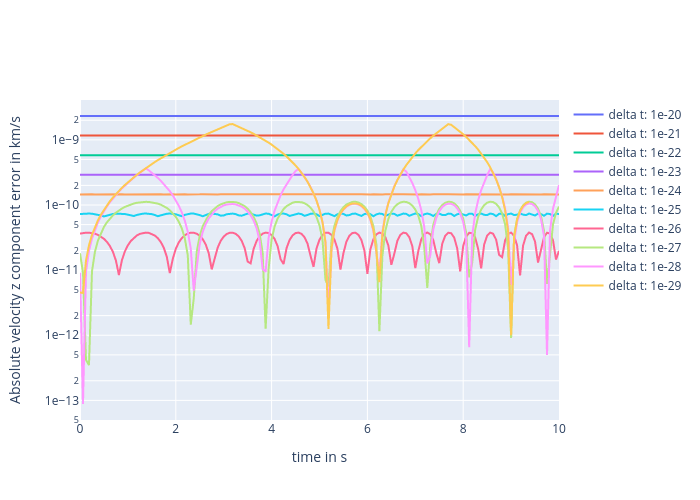 Absolute velocity z component error in km/s
2
1e−9
5
2
1e−10
5
2
1e−11
5
2
1e−12
5
2
1e−13
5
0
2
4
6
8
10
time in s
delta t: 1e-20
delta t: 1e-21
delta t: 1e-22
delta t: 1e-23
delta t: 1e-24
delta t: 1e-25
delta t: 1e-26
delta t: 1e-27
delta t: 1e-28
delta t: 1e-29